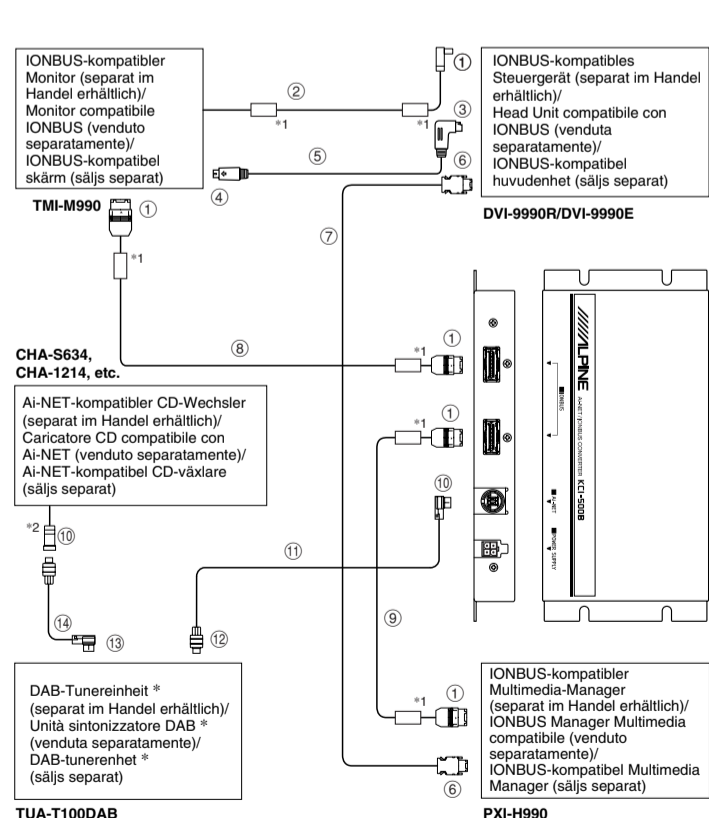 IONBUS-kompatibler
Monitor (separat im
Handel erhältlich)/
Monitor compatibile
IONBUS (venduto
separatamente)/
IONBUS-kompatibel
skärm (säljs separat)
TMI-M990
①
②
*1
*1
①
③
④
⑤
⑥
⑦
IONBUS-kompatibles
Steuergerät (separat im Handel
erhältlich)/
Head Unit compatibile con
IONBUS (venduta
separatamente)/
IONBUS-kompatibel
huvudenhet (säljs separat)
DVI-9990R/DVI-9990E
*1
⑧
*1
①
*1
①
⑩
ALPINE
Ai-NET/IONBUS CONVERTER KCI-500B
IONBUS
Ai-NET
POWER SUPPLY
CHA-S634,
CHA-1214, etc.
Ai-NET-kompatibler CD-Wechsler
(separat im Handel erhältlich)/
Caricatore CD compatibile con
Ai-NET (venduto separatamente)/
Ai-NET-kompatibel CD-växlare
(säljs separat)
*2
⑩
⑪
⑭
⑬
⑫
⑨
DAB-Tunereinheit *
(separat im Handel erhältlich)/
Unità sintonizzatore DAB *
(venduta separatamente)/
DAB-tunerenhet *
(säljs separat)
TUA-T100DAB
*1
①
⑥
IONBUS-kompatibler
Multimedia-Manager
(separat im Handel erhältlich)/
IONBUS Manager Multimedia
compatibile (venduto
separatamente)/
IONBUS-kompatibel Multimedia
Manager (säljs separat)
PXI-H990